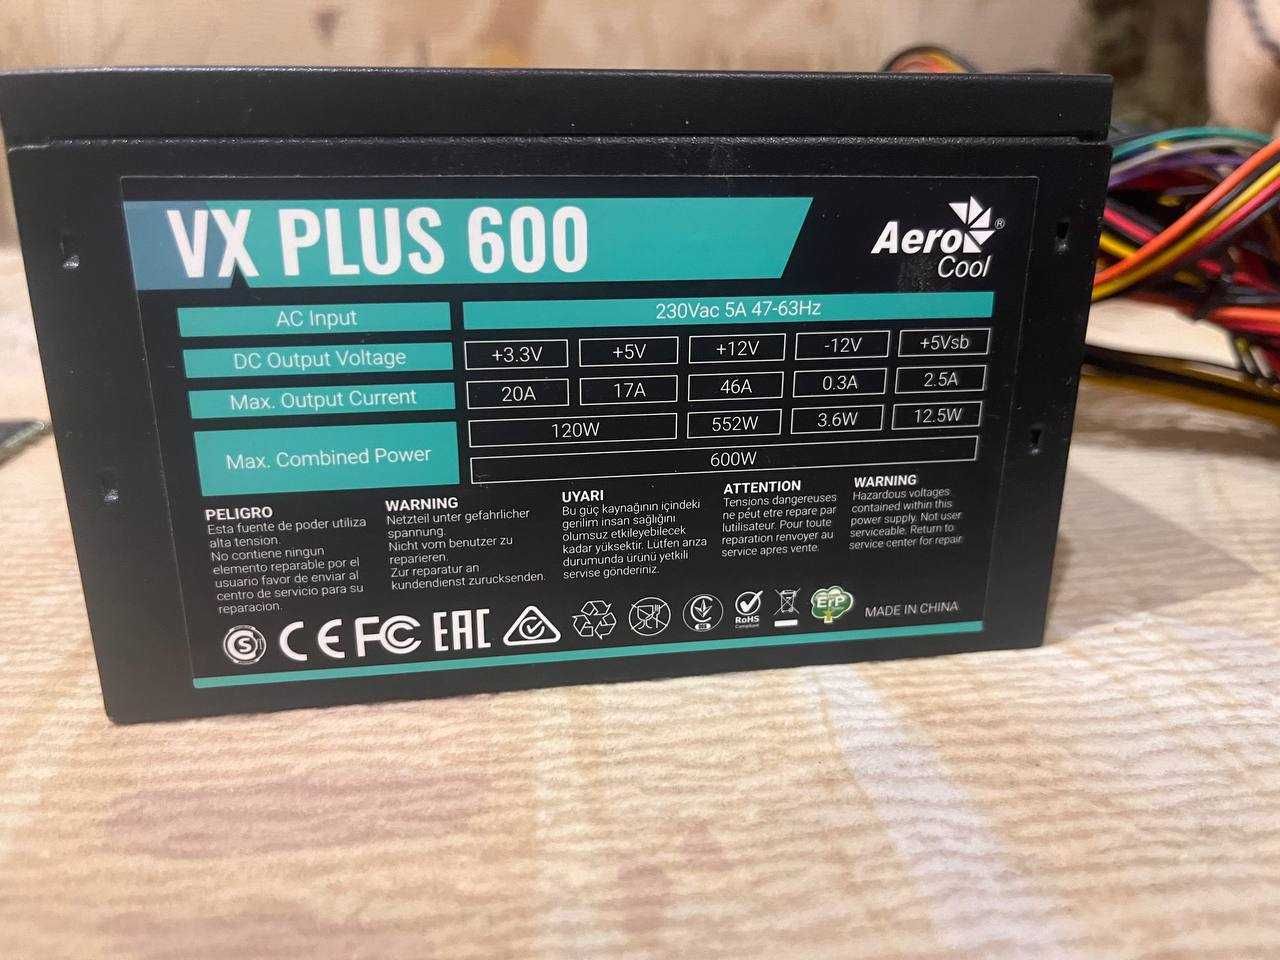 VX PLUS 600
Aero®
Cool
AC Input
230Vac 5A 47-63Hz
DC Output Voltage
+3.3V +5V +12V -12V +5Vsb
Max. Output Current
20A 17A 46A 0.3A 2.5A
Max. Combined Power
120W 552W 3.6W 12.5W
600W
PELIGRO
Esta fuente de poder utiliza
alta tension.
No contiene ningun
elemento reparable por el
usuario favor de enviar al
centro de servicio para su
reparacion.
WARNING
Netzteil unter gefahrlicher
spannung.
Nicht vom benutzer zu
reparieren.
Zur reparatur an
kundendienst zurucksenden.
UYARI
Bu güç kaynağının içindeki
gerilim insan sağlığını
olumsuz etkileyebilecek
kadar yüksektir. Lütfen arıza
durumunda ürünü yetkili
servise gönderiniz.
ATTENTION
Tensions dangereuses
ne peut etre repare par
lutilisateur. Pour toute
reparation renvoyer au
service apres vente.
WARNING
Hazardous voltages
contained within this
power supply. Not user
serviceable. Return to
service center for repair.
S CE FC EAC
RoHS
Compliant
ErP
MADE IN CHINA